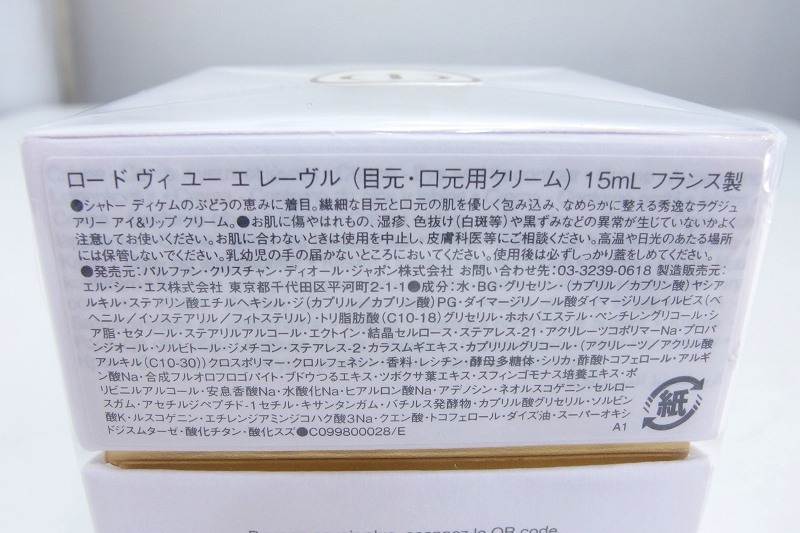 ロード ヴィ ユー エ レーヴル（目元・口元用クリーム）15mL フランス製
●シャトー ディケムのぶどうの恵みに着目。繊細な目元と口元の肌を優しく包み込み、なめらかに整える秀逸なラグジュ
アリー アイ&リップ クリーム。●お肌に傷やはれもの、湿疹、色抜け(白斑等)や黒ずみなどの異常が生じていないかよく
注意してお使いください。お肌に合わないときは使用を中止し、皮膚科医等にご相談ください。高温や日光のあたる場所
には保管しないでください。乳幼児の手の届かないところにおいてください。使用後は必ずしっかり蓋をしめてください。
●発売元：パルファン・クリスチャン・ディオール・ジャポン株式会社 お問い合わせ先：03-3239-0618 製造販売元：
エル・シー・エス株式会社 東京都千代田区平河町2-1-1●成分：水・BG・グリセリン・(カプリル／カプリン酸) ヤシア
ルキル・ステアリン酸エチルヘキシル・ジ(カプリル／カプリン酸)PG・ダイマージリノール酸ダイマージリノレイルビス(ベ
ヘニル／イソステアリル／フィトステリル)・トリ脂肪酸(C10-18)グリセリル・ホホバエステル・ペンチレングリコール・シ
ア脂・セタノール・ステアリルアルコール・エクトイン・結晶セルロース・ステアレス-21・アクリレーツコポリマーNa・プロパ
ンジオール・ソルビトール・ジメチコン・ステアレス-2・カラスムギエキス・カプリリルグリコール・(アクリレーツ／アクリル酸
アルキル(C10-30))クロスポリマー・クロルフェネシン・香料・レシチン・酵母多糖体・シリカ・酢酸トコフェロール・アルギ
ン酸Na・合成フルオロフロゴパイト・ブドウつるエキス・ツボクサ葉エキス・スフィンゴモナス培養エキス・ポ
リビニルアルコール・安息香酸Na・水酸化Na・ヒアルロン酸Na・アデノシン・ネオルスコゲニン・セルロー
スガム・アセチルジペプチド-1セチル・キサンタンガム・バチルス発酵物・カプリル酸グリセリル・ソルビン
酸K・ルスコゲニン・エチレンジアミンジコハク酸3Na・クエン酸・トコフェロール・ダイズ油・スーパーオキシ
ドジスムターゼ・酸化チタン・酸化スズ●C099800028/E
紙
A1
QR code